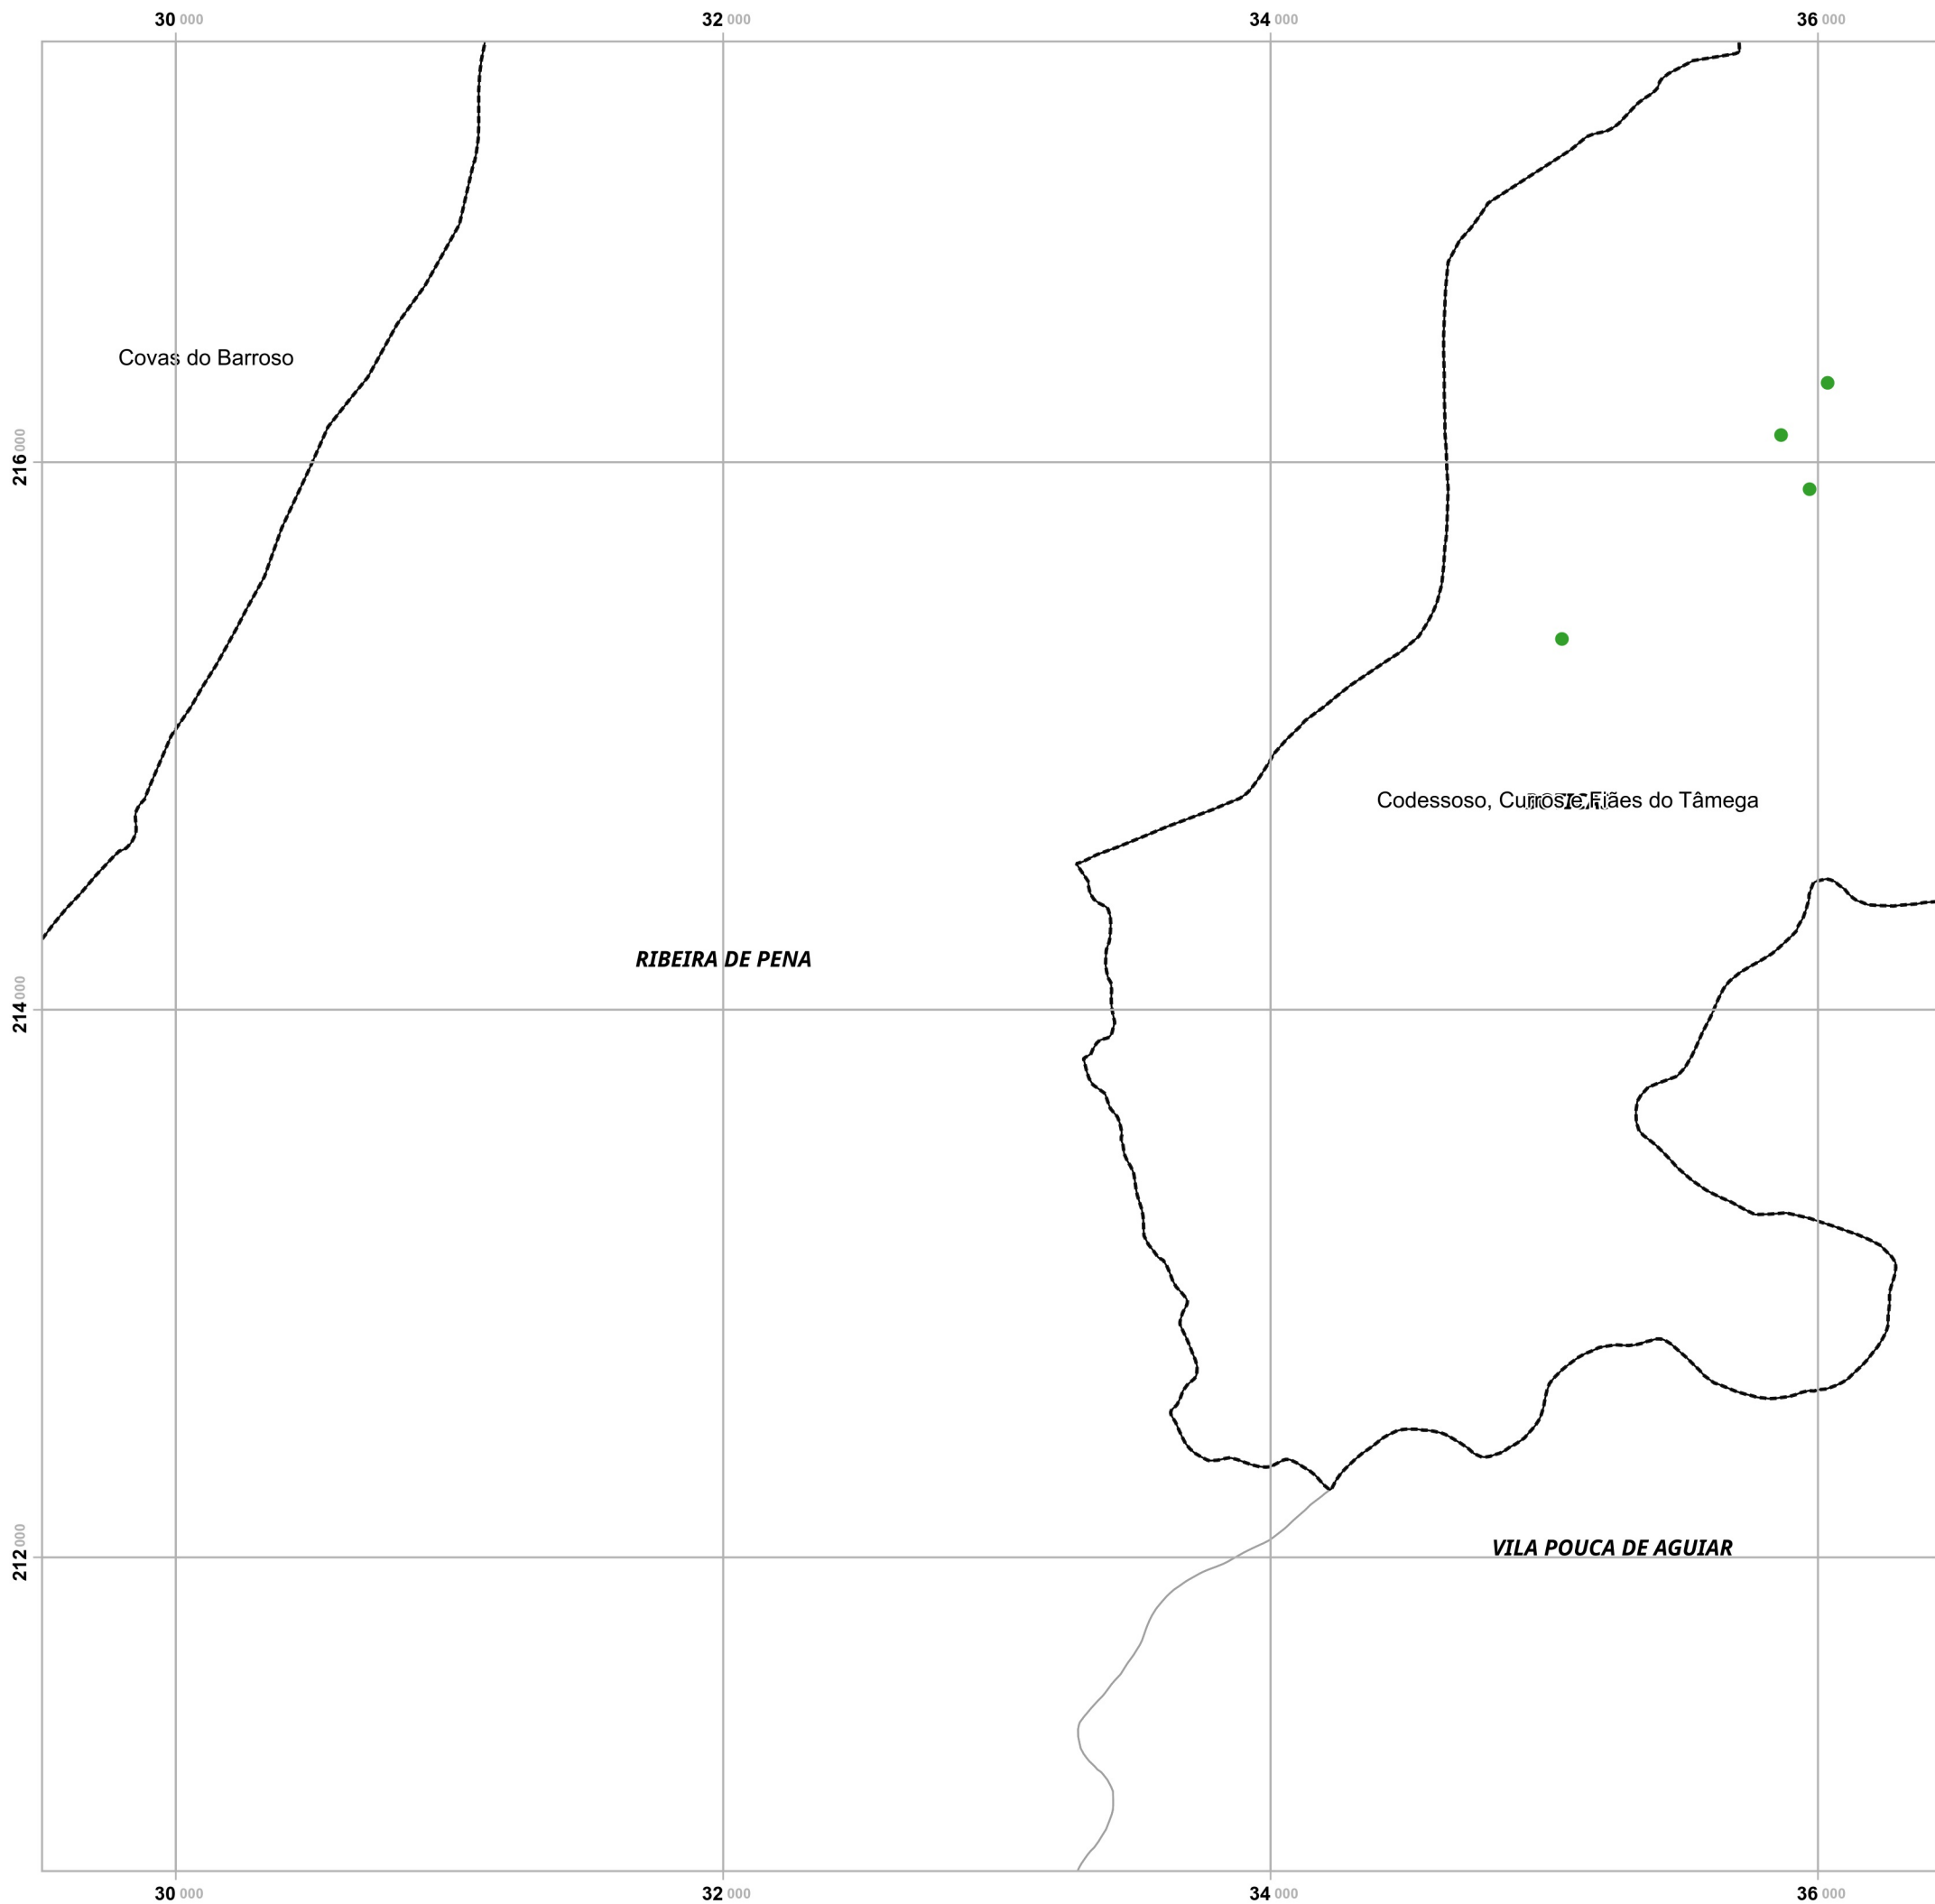 30 000 32 000 34 000 36 000
Covas do Barroso
216 000
Codessoso, Curros e Fiães do Tâmega
RIBEIRA DE PENA
214 000
VILA POUCA DE AGUIAR
212 000
30 000 32 000 34 000 36 000